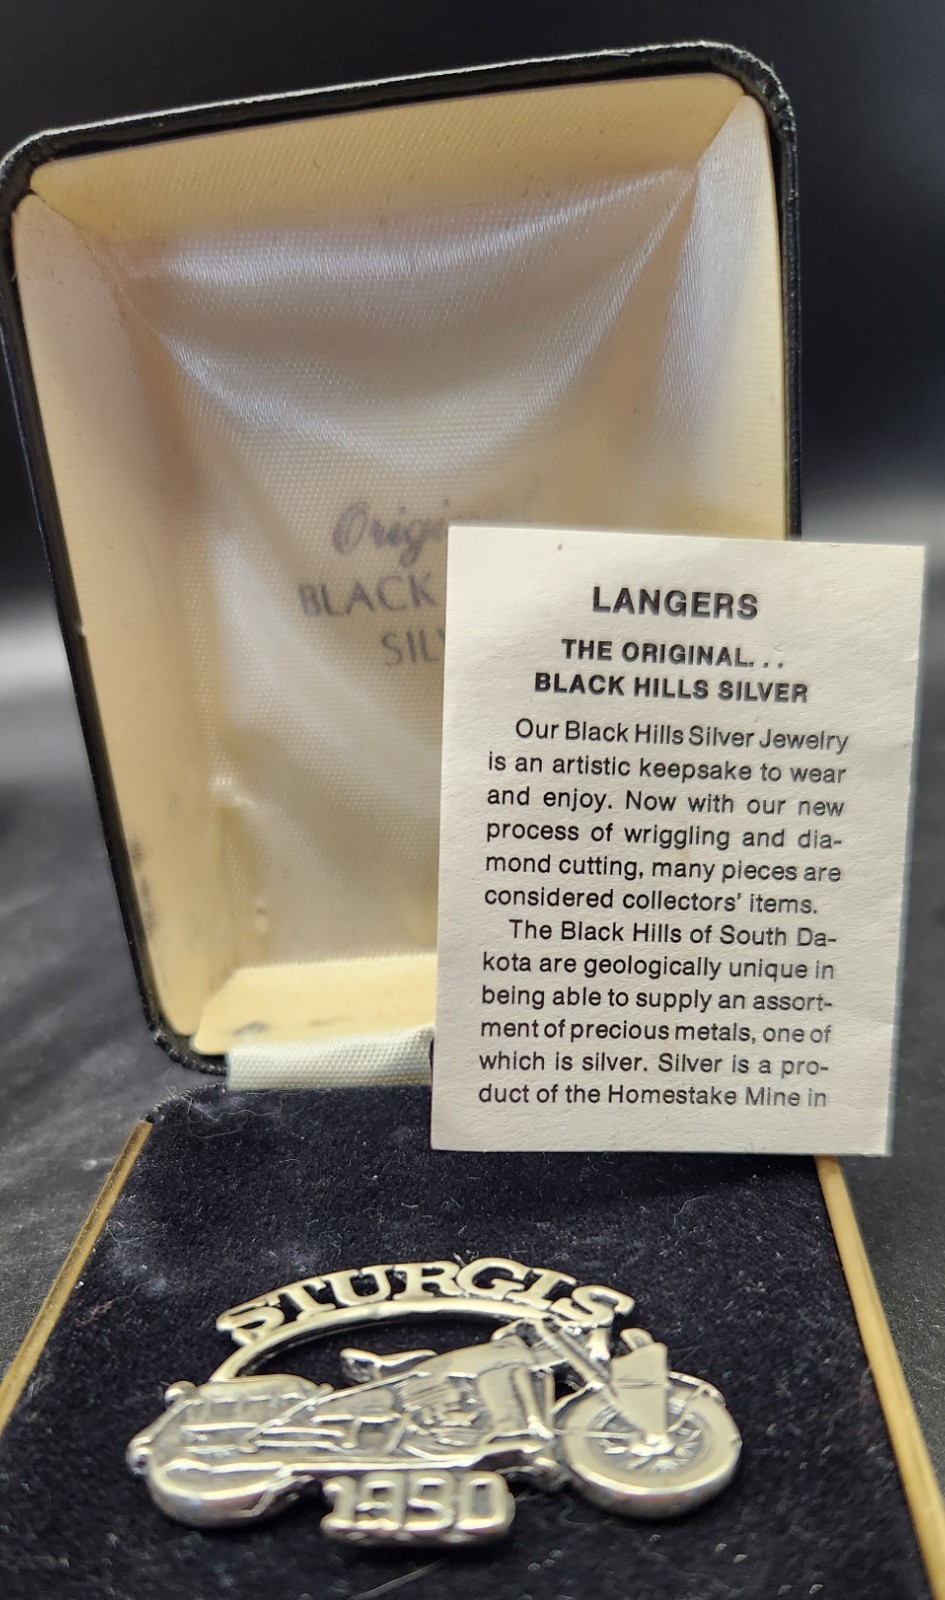 Original
BLACK
SIL
LANGERS
THE ORIGINAL. . .
BLACK HILLS SILVER
Our Black Hills Silver Jewelry
is an artistic keepsake to wear
and enjoy. Now with our new
process of wriggling and dia-
mond cutting, many pieces are
considered collectors' items.
The Black Hills of South Da-
kota are geologically unique in
being able to supply an assort-
ment of precious metals, one of
which is silver. Silver is a pro-
duct of the Homestake Mine in
STURGIS
1990